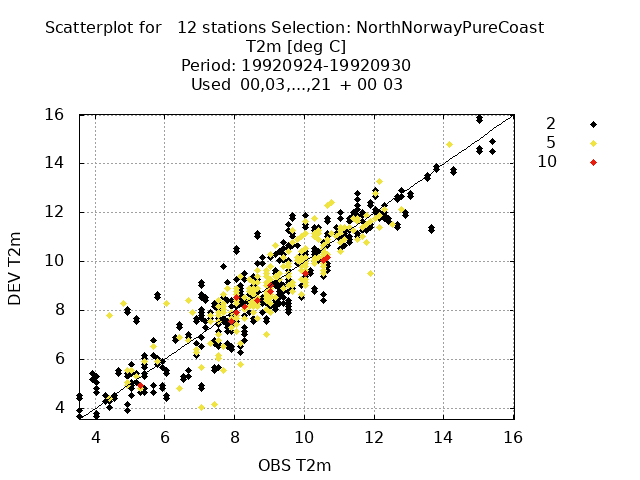 Scatterplot for   12 stations Selection: NorthNorwayPureCoast
T2m [deg C]
Period: 19920924-19920930
Used  00,03,...,21  + 00 03
2
5
10
16
14
12
10
8
6
4
DEV T2m
4 6 8 10 12 14 16
OBS T2m